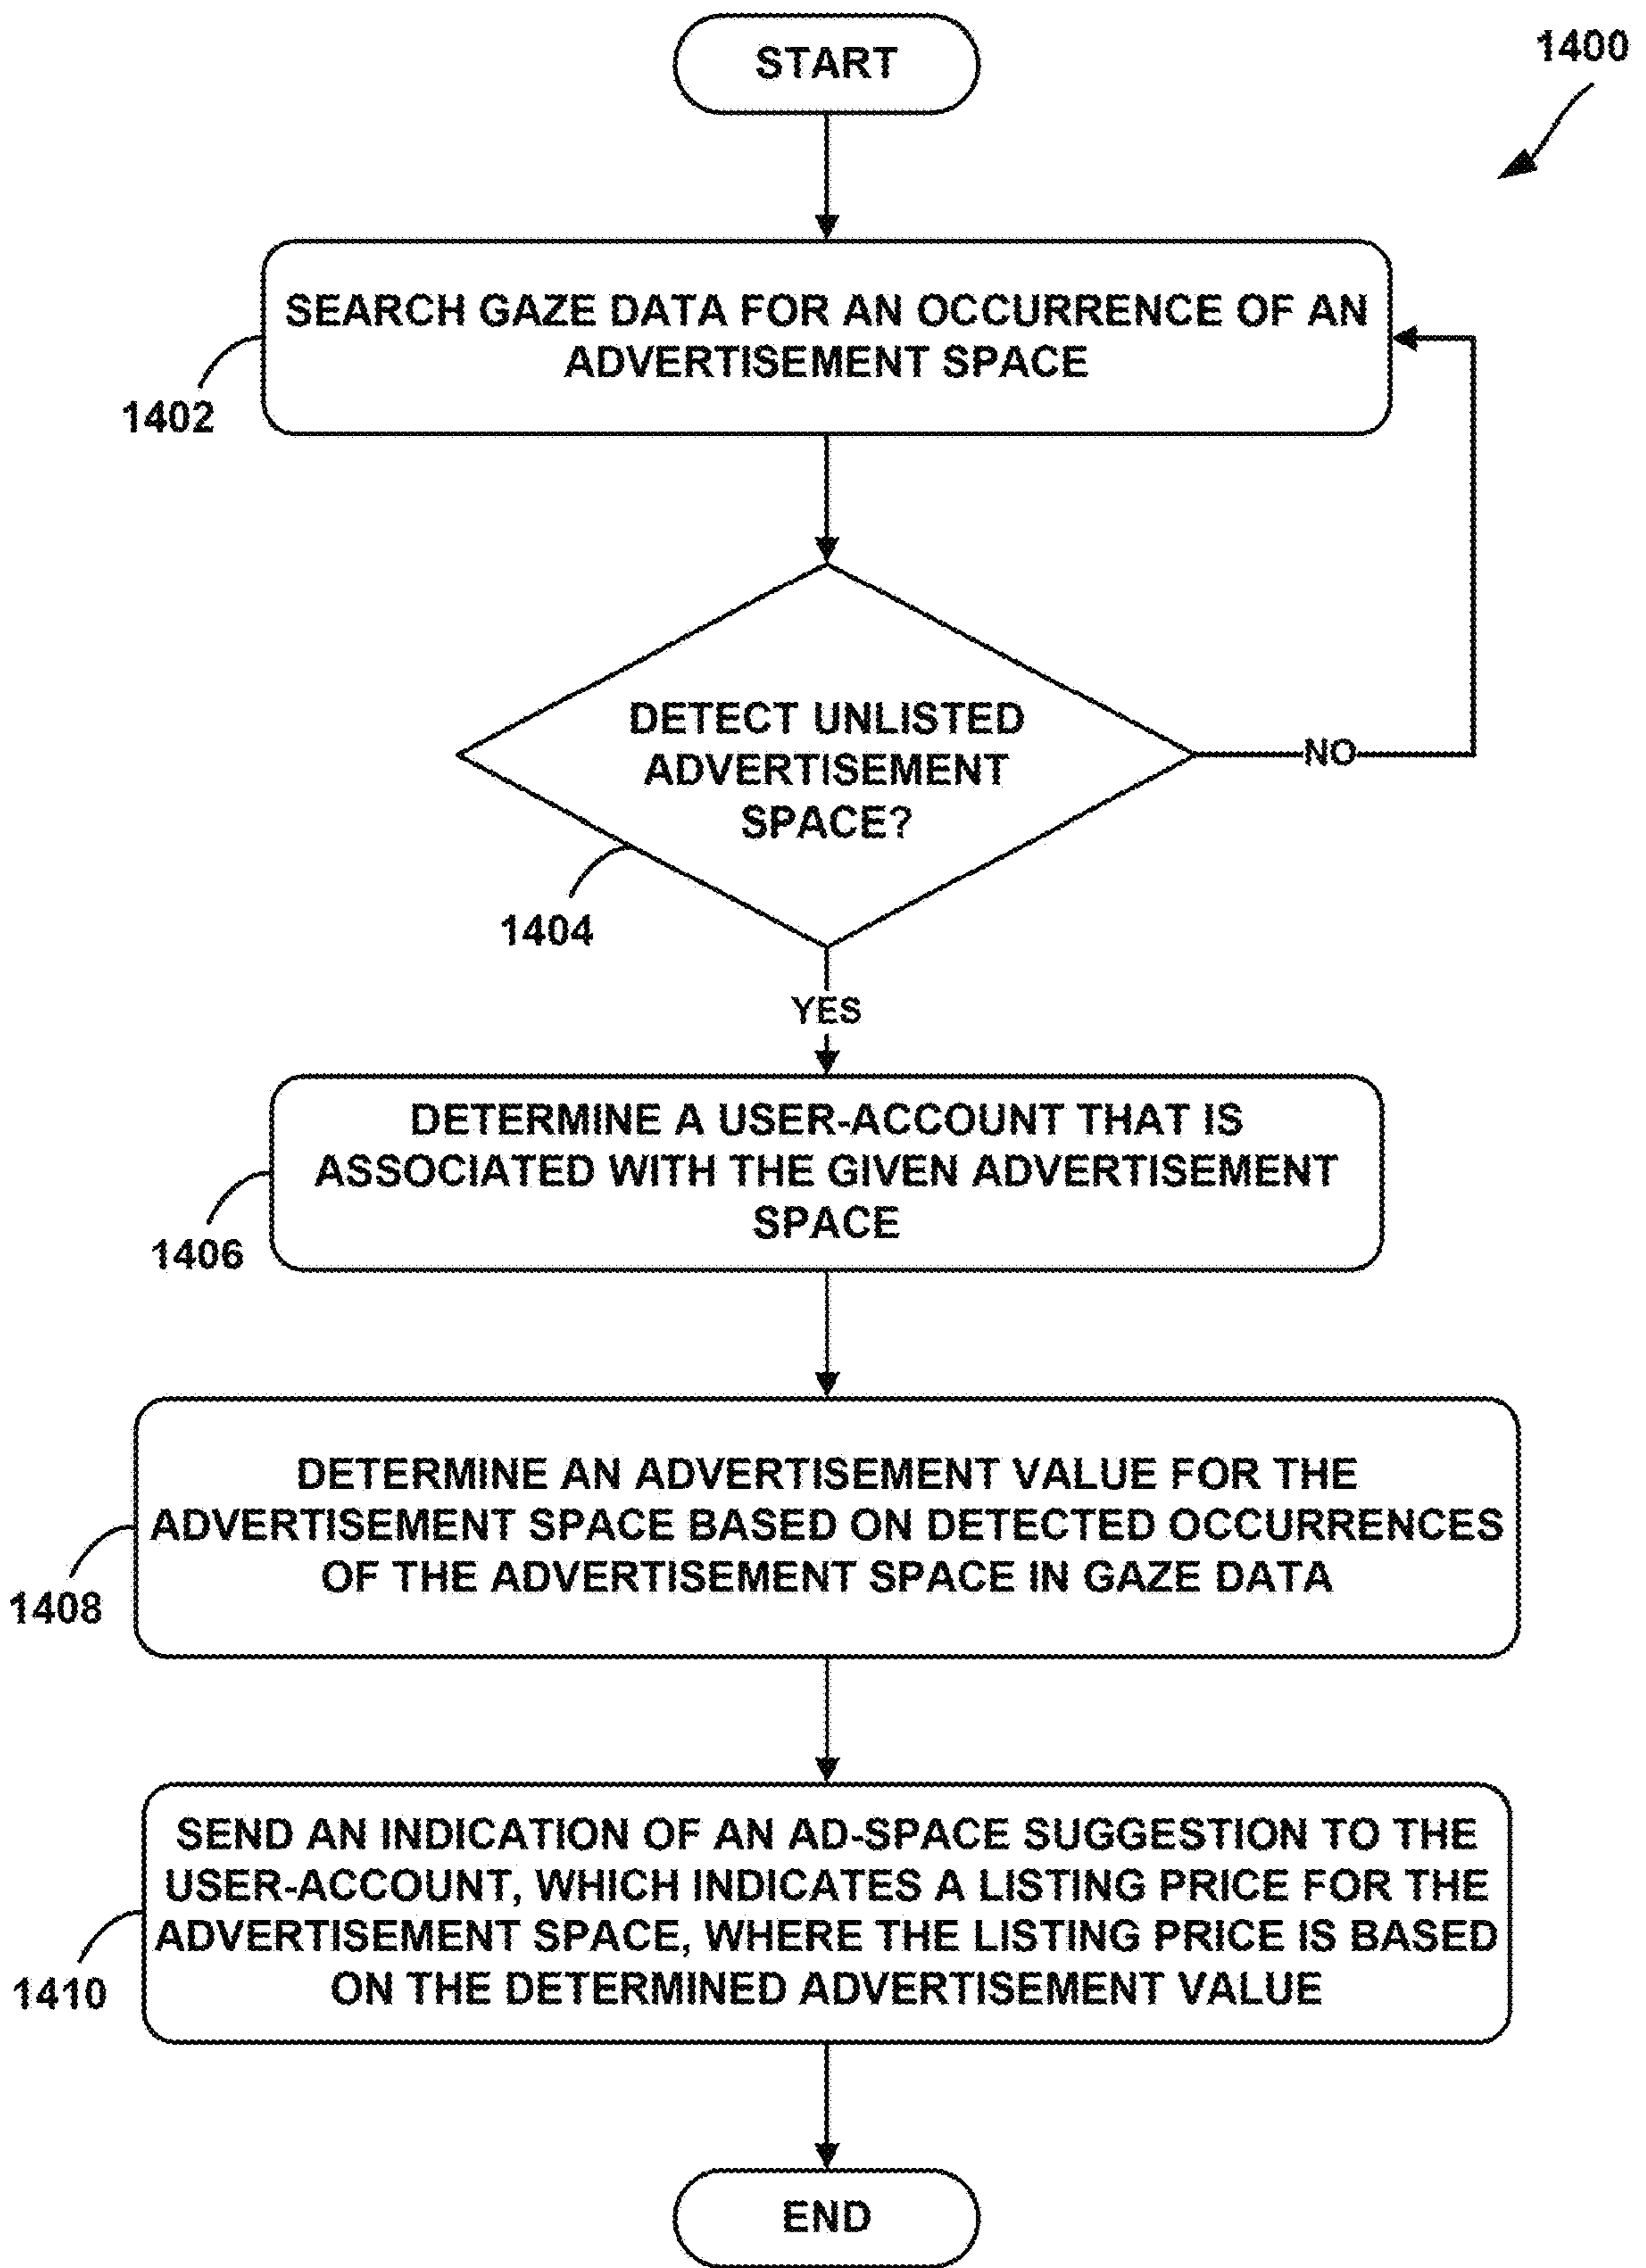 START
1400
SEARCH GAZE DATA FOR AN OCCURRENCE OF AN
ADVERTISEMENT SPACE
1402
DETECT UNLISTED
ADVERTISEMENT
SPACE?
NO
1404
YES
DETERMINE A USER-ACCOUNT THAT IS
ASSOCIATED WITH THE GIVEN ADVERTISEMENT
SPACE
1406
DETERMINE AN ADVERTISEMENT VALUE FOR THE
ADVERTISEMENT SPACE BASED ON DETECTED OCCURRENCES
OF THE ADVERTISEMENT SPACE IN GAZE DATA
1408
SEND AN INDICATION OF AN AD-SPACE SUGGESTION TO THE
USER-ACCOUNT, WHICH INDICATES A LISTING PRICE FOR THE
ADVERTISEMENT SPACE, WHERE THE LISTING PRICE IS BASED
ON THE DETERMINED ADVERTISEMENT VALUE
1410
END